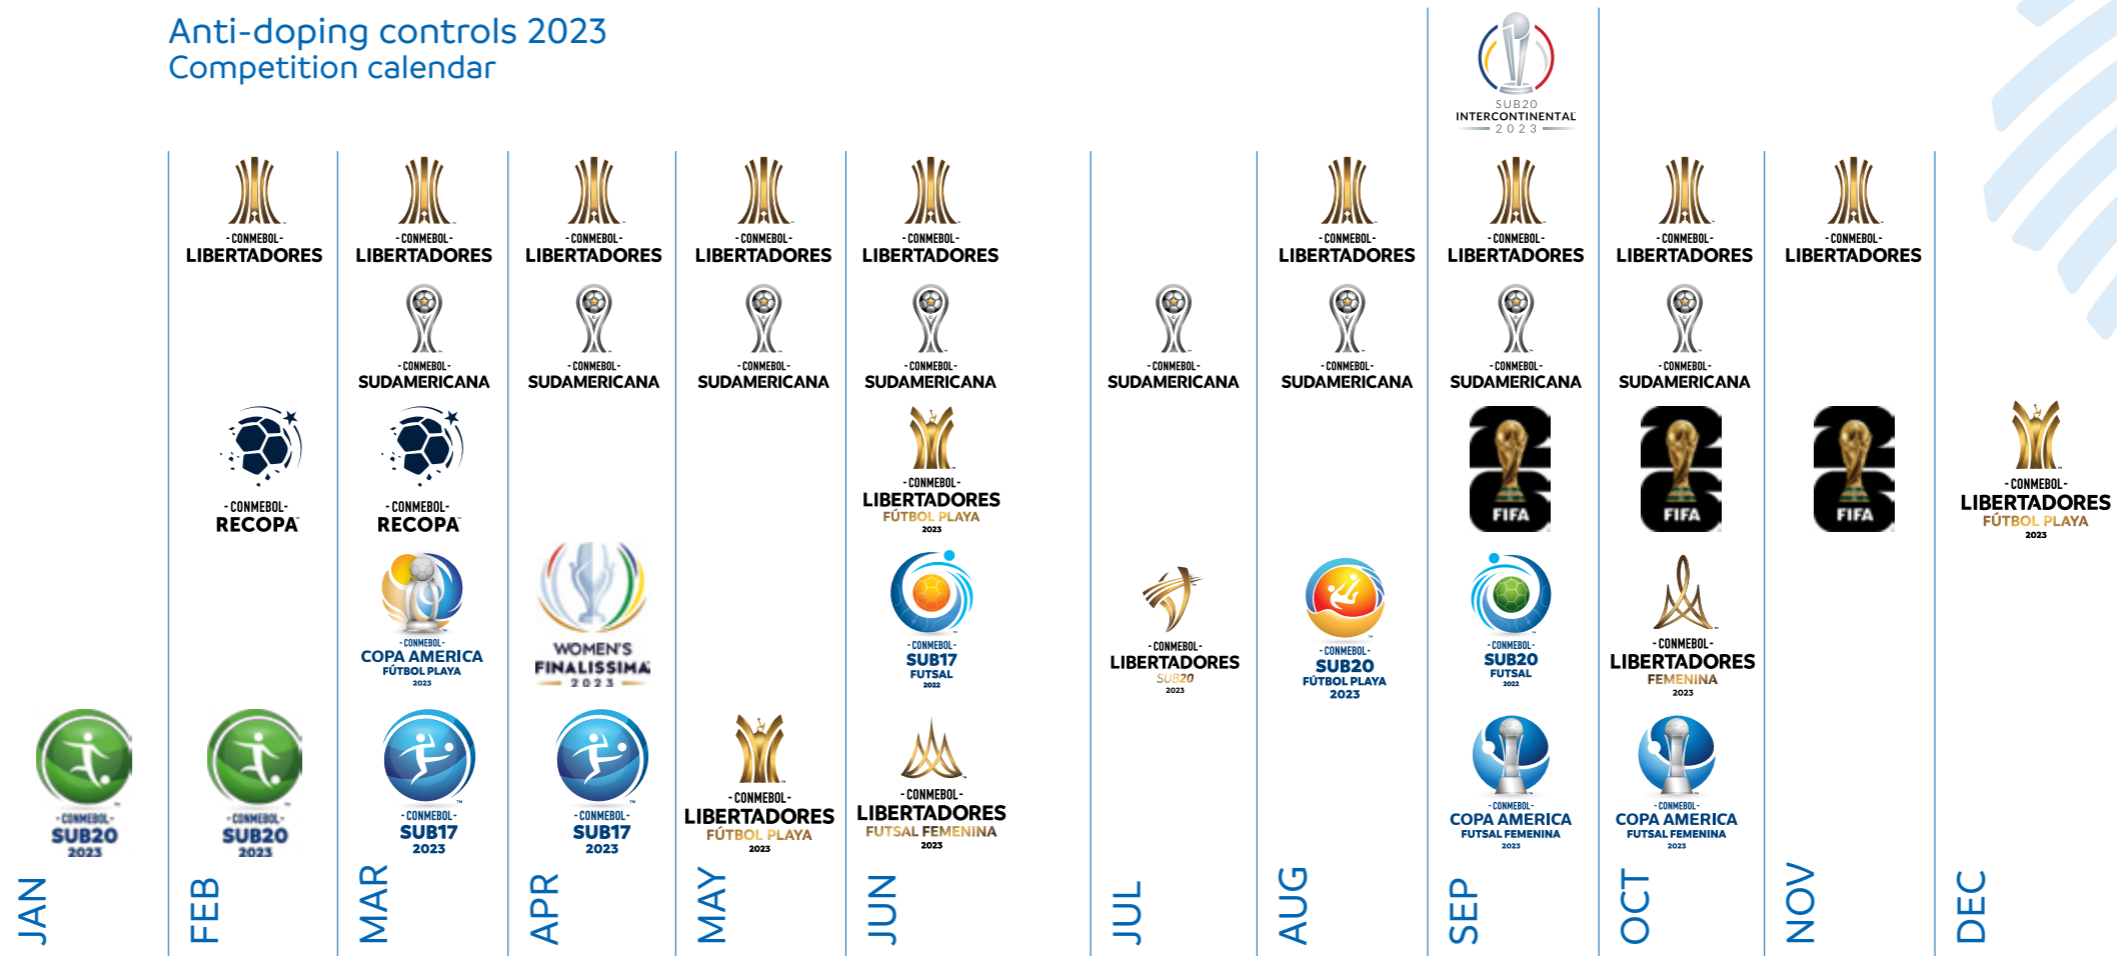 Anti-doping controls 2023
Competition calendar
SUB20
INTERCONTINENTAL
2023
-CONMEBOL-
LIBERTADORES
-CONMEBOL-
LIBERTADORES
-CONMEBOL-
LIBERTADORES
-CONMEBOL-
LIBERTADORES
-CONMEBOL-
LIBERTADORES
-CONMEBOL-
LIBERTADORES
-CONMEBOL-
LIBERTADORES
-CONMEBOL-
LIBERTADORES
-CONMEBOL-
LIBERTADORES
-CONMEBOL-
SUDAMERICANA
-CONMEBOL-
SUDAMERICANA
-CONMEBOL-
SUDAMERICANA
-CONMEBOL-
SUDAMERICANA
-CONMEBOL-
SUDAMERICANA
-CONMEBOL-
SUDAMERICANA
-CONMEBOL-
SUDAMERICANA
-CONMEBOL-
SUDAMERICANA
-CONMEBOL-
RECOPA
-CONMEBOL-
RECOPA
-CONMEBOL-
LIBERTADORES
FÚTBOL PLAYA
2023
FIFA
FIFA
FIFA
-CONMEBOL-
LIBERTADORES
FÚTBOL PLAYA
2023
-CONMEBOL-
COPA AMERICA
FÚTBOL PLAYA
2023
WOMEN'S
FINALISSIMA
2023
-CONMEBOL-
SUB17
FUTSAL
2022
-CONMEBOL-
LIBERTADORES
SUB20
2023
-CONMEBOL-
SUB20
FÚTBOL PLAYA
2023
-CONMEBOL-
SUB20
FUTSAL
2022
-CONMEBOL-
LIBERTADORES
FEMENINA
2023
-CONMEBOL-
SUB20
2023
-CONMEBOL-
SUB20
2023
-CONMEBOL-
SUB17
2023
-CONMEBOL-
SUB17
2023
-CONMEBOL-
LIBERTADORES
FÚTBOL PLAYA
2023
-CONMEBOL-
LIBERTADORES
FUTSAL FEMENINA
2023
-CONMEBOL-
COPA AMERICA
FUTSAL FEMENINA
2023
-CONMEBOL-
COPA AMERICA
FUTSAL FEMENINA
2023
JAN
FEB
MAR
APR
MAY
JUN
JUL
AUG
SEP
OCT
NOV
DEC